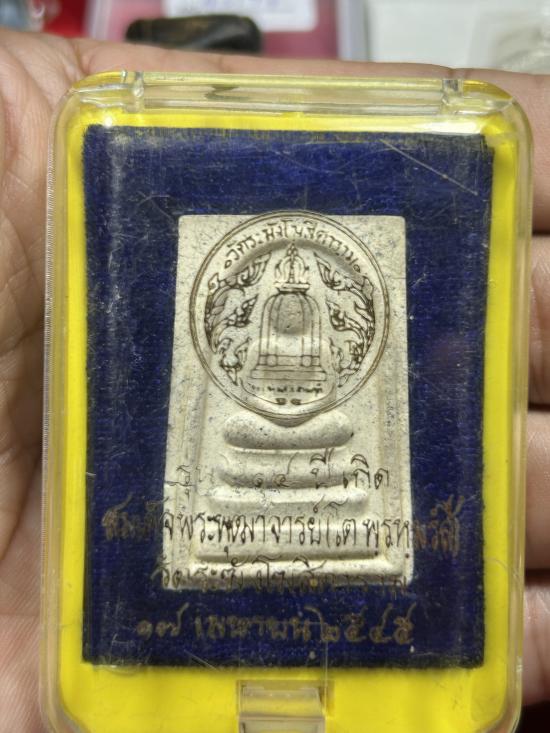 วัดระฆังโฆสิตาราม
๑๔ ปี เกิด
สมเด็จพระพุฒาจารย์(โต พฺรหฺมรํสี)
วัดระฆังโฆสิตาราม
๑๗ เมษายน ๒๕๔๕